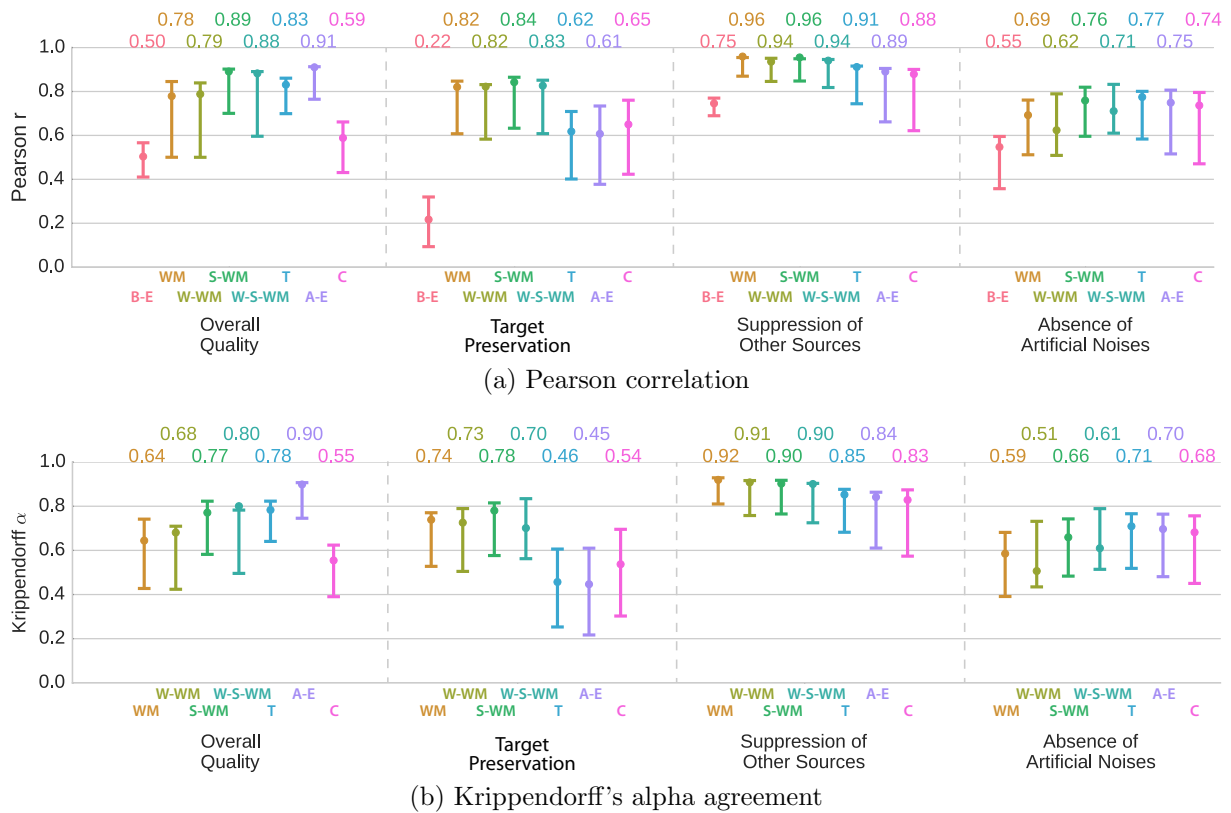 0.78 0.89 0.83 0.59 0.82 0.84 0.62 0.65 0.96 0.96 0.91 0.88 0.69 0.76 0.77 0.74
0.50 0.79 0.88 0.91 0.22 0.82 0.83 0.61 0.75 0.94 0.94 0.89 0.55 0.62 0.71 0.75
1.0
0.8
0.6
0.4
0.2
0.0
Pearson r
WM S-WM T C WM S-WM T C WM S-WM T C WM S-WM T C
B-E W-WM W-S-WM A-E B-E W-WM W-S-WM A-E B-E W-WM W-S-WM A-E B-E W-WM W-S-WM A-E
Overall Target Suppression of Absence of
Quality Preservation Other Sources Artificial Noises
(a) Pearson correlation
0.68 0.80 0.90 0.73 0.70 0.45 0.91 0.90 0.84 0.51 0.61 0.70
0.64 0.77 0.78 0.55 0.74 0.78 0.46 0.54 0.92 0.90 0.85 0.83 0.59 0.66 0.71 0.68
1.0
0.8
0.6
0.4
0.2
0.0
Krippendorff α
W-WM W-S-WM A-E W-WM W-S-WM A-E W-WM W-S-WM A-E W-WM W-S-WM A-E
WM S-WM T C WM S-WM T C WM S-WM T C WM S-WM T C
Overall Target Suppression of Absence of
Quality Preservation Other Sources Artificial Noises
(b) Krippendorff's alpha agreement